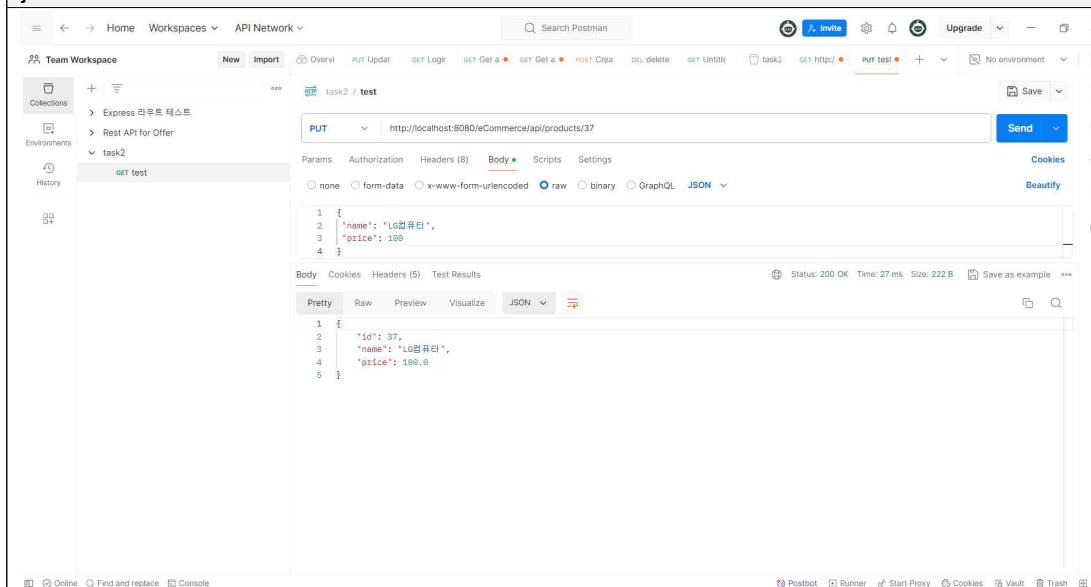 Home Workspaces API Network Search Postman Invite Upgrade
Team Workspace New Import Overvi PUT Updat GET Logir GET Get a GET Get a POST Crea DEL delete GET Untitle task2 GET http:/ PUT test No environment
Collections
Environments
History
Express 라우트 테스트
Rest API for Offer
task2
GET test
HTTP task2 / test Save
PUT http://localhost:8080/eCommerce/api/products/37 Send
Params Authorization Headers (8) Body Scripts Settings Cookies
none form-data x-www-form-urlencoded raw binary GraphQL JSON Beautify
1 {
2 "name": "LG컴퓨터",
3 "price": 100
4 }
Body Cookies Headers (5) Test Results Status: 200 OK Time: 27 ms Size: 222 B Save as example
Pretty Raw Preview Visualize JSON
1 {
2 "id": 37,
3 "name": "LG컴퓨터",
4 "price": 100.0
5 }
Online Find and replace Console Postbot Runner Start Proxy Cookies Vault Trash